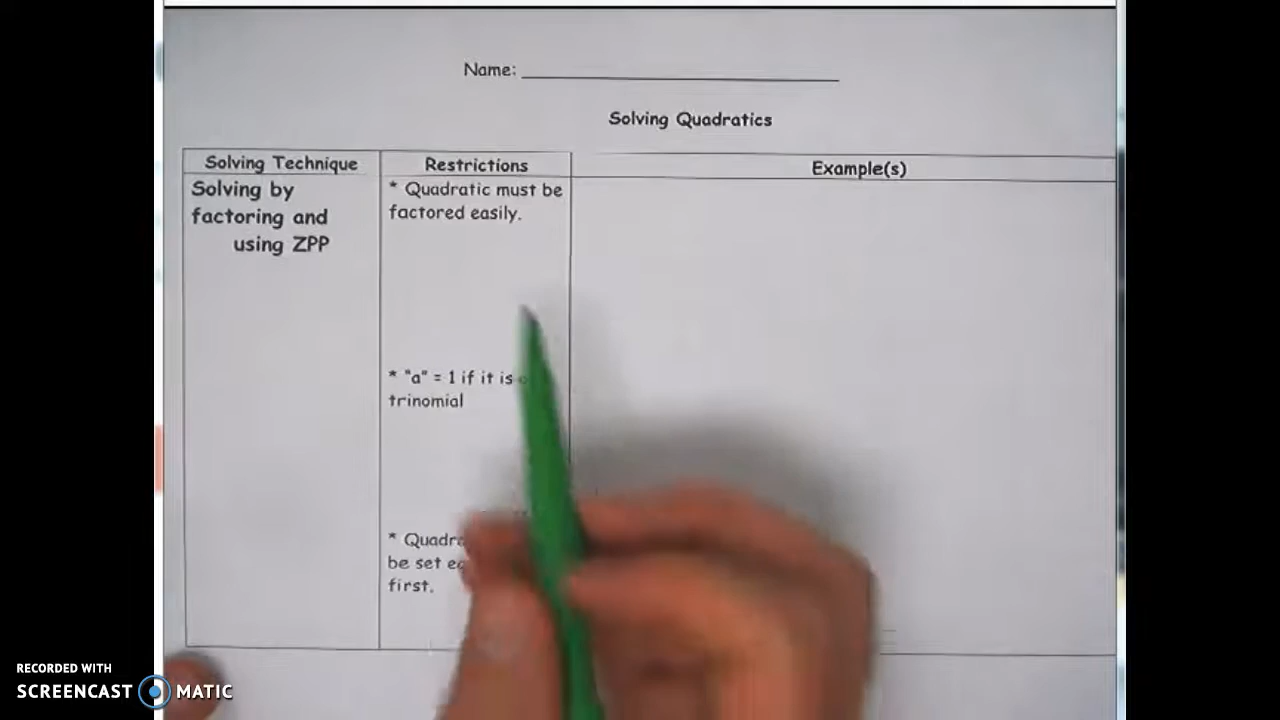 Name:
Solving Quadratics
Solving Technique
Restrictions
Example(s)
Solving by
factoring and
using ZPP
* Quadratic must be
factored easily.
* "a" = 1 if it is
trinomial
*
be set
first.
RECORDED WITH
SCREENCAST MATIC